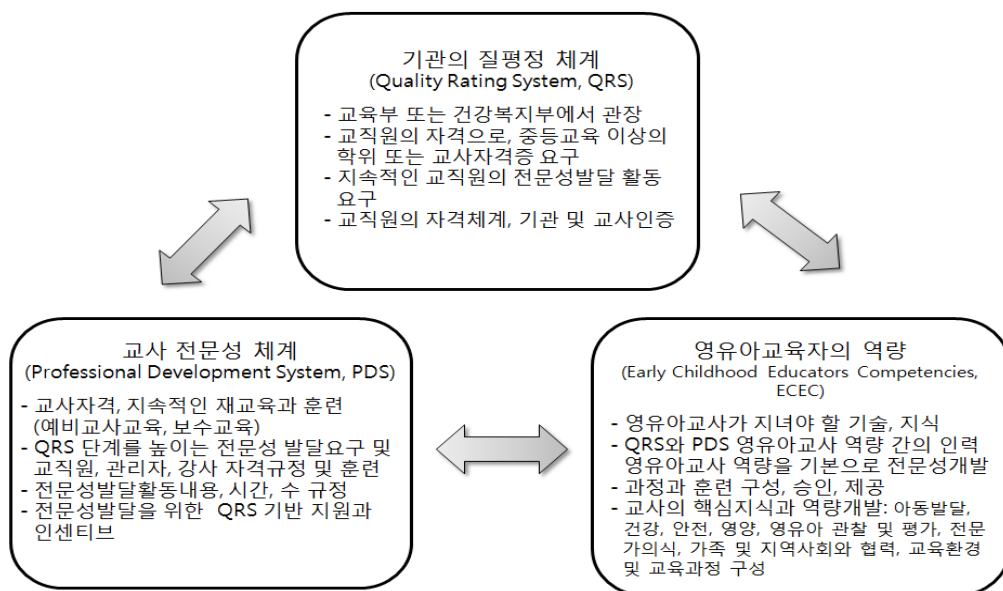 기관의 질평정 체계
(Quality Rating System, QRS)
- 교육부 또는 건강복지부에서 관장
- 교직원의 자격으로, 중등교육 이상의
학위 또는 교사자격증 요구
- 지속적인 교직원의 전문성발달 활동
요구
- 교직원의 자격체계, 기관 및 교사인증
교사 전문성 체계
(Professional Development System, PDS)
- 교사자격, 지속적인 재교육과 훈련
(예비교사교육, 보수교육)
- QRS 단계를 높이는 전문성 발달요구 및
교직원, 관리자, 강사 자격규정 및 훈련
- 전문성발달활동내용, 시간, 수 규정
- 전문성발달을 위한 QRS 기반 지원과
인센티브
영유아교육자의 역량
(Early Childhood Educators Competencies,
ECEC)
- 영유아교사가 지녀야 할 기술, 지식
- QRS와 PDS 영유아교사 역량 간의 인력
영유아교사 역량을 기본으로 전문성개발
- 과정과 훈련 구성, 승인, 제공
- 교사의 핵심지식과 역량개발: 아동발달,
건강, 안전, 영양, 영유아 관찰 및 평가, 전문
가의식, 가족 및 지역사회와 협력, 교육환경
및 교육과정 구성